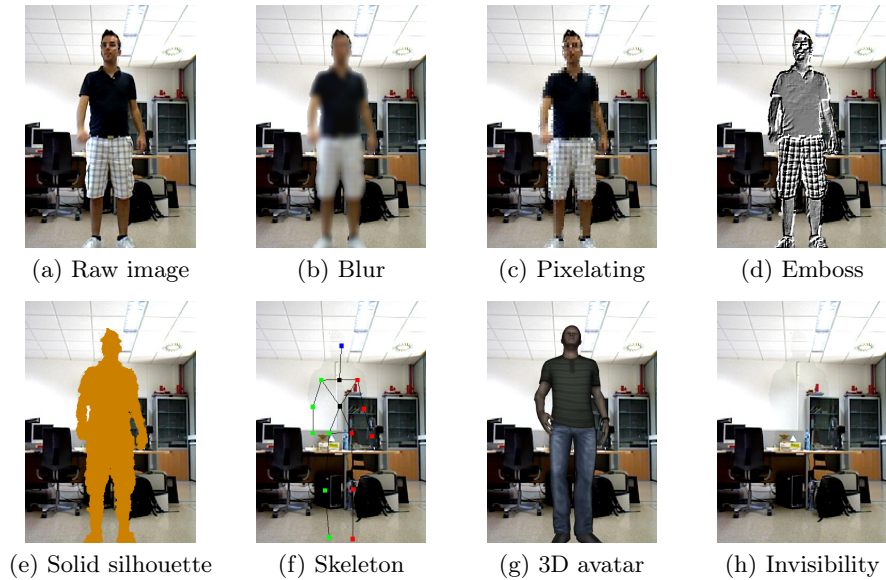 (a) Raw image
(b) Blur
(c) Pixelating
(d) Emboss
(e) Solid silhouette
(f) Skeleton
(g) 3D avatar
(h) Invisibility